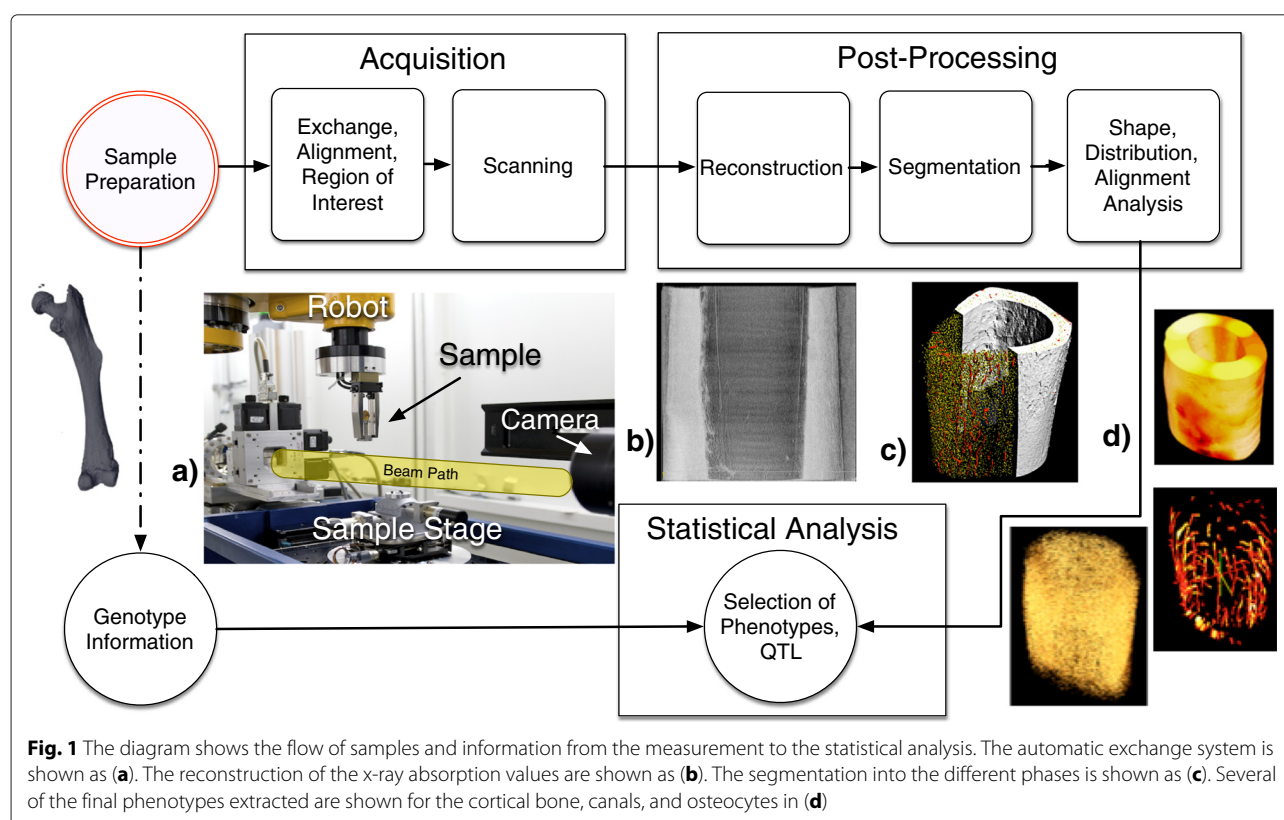 Acquisition
Post-Processing
Sample
Preparation
Exchange,
Alignment,
Region of
Interest
Scanning
Reconstruction
Segmentation
Shape,
Distribution,
Alignment
Analysis
Robot
Sample
Camera
Beam Path
Sample Stage
a)
b)
c)
d)
Statistical Analysis
Genotype
Information
Selection of
Phenotypes,
QTL
Fig. 1 The diagram shows the flow of samples and information from the measurement to the statistical analysis. The automatic exchange system is
shown as (a). The reconstruction of the x-ray absorption values are shown as (b). The segmentation into the different phases is shown as (c). Several
of the final phenotypes extracted are shown for the cortical bone, canals, and osteocytes in (d)